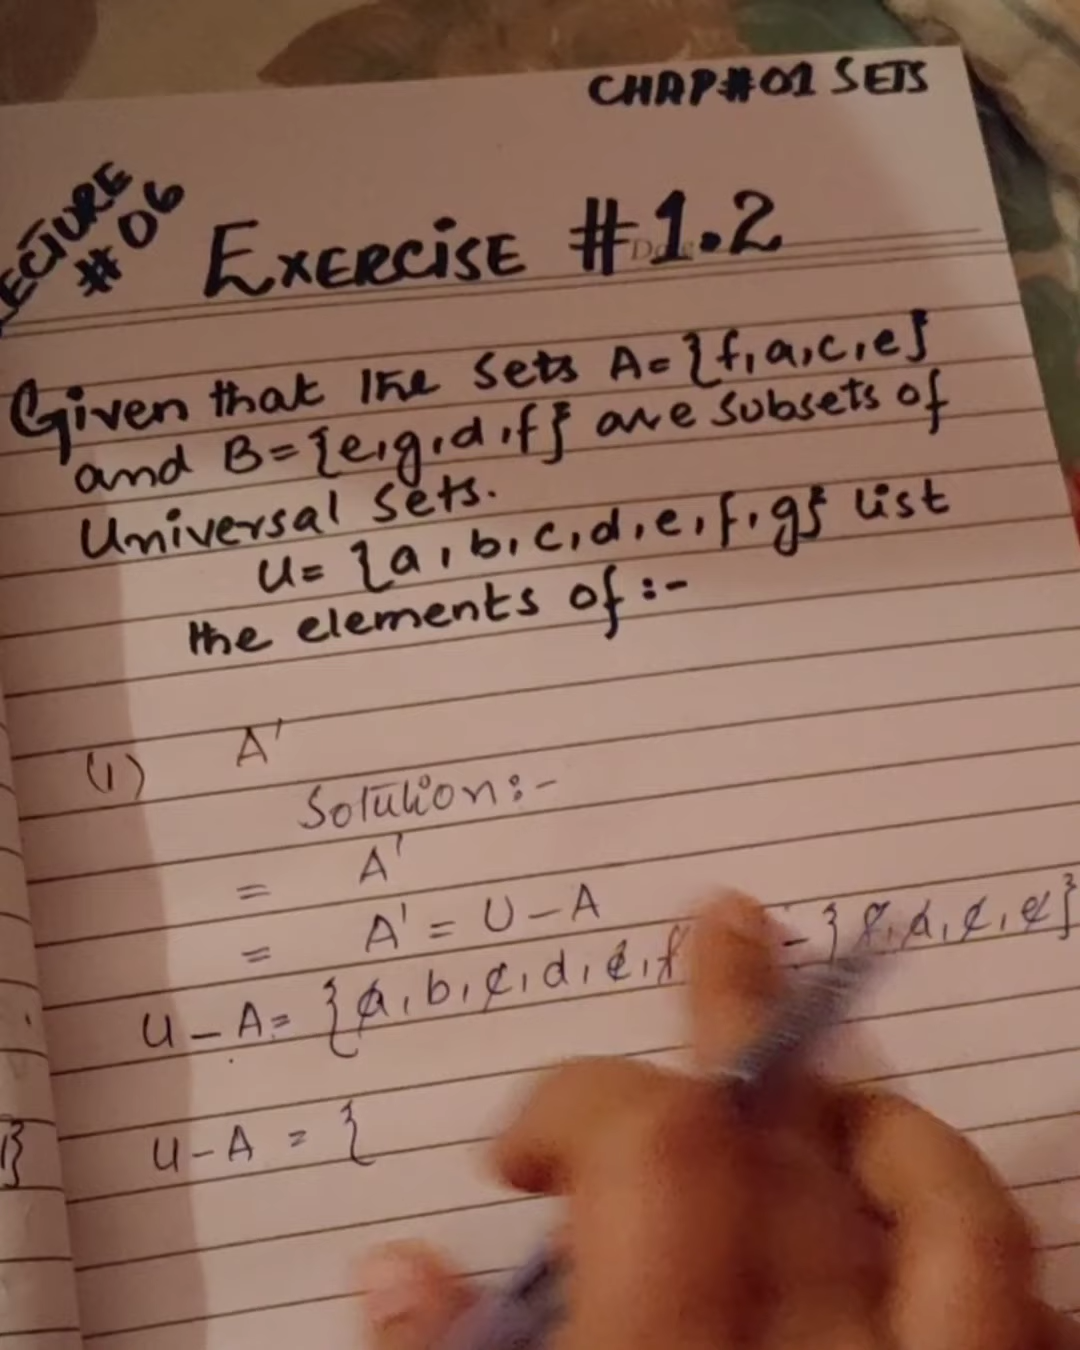 CHAP#01 SETS
LECTURE
#06
EXERCISE #1.2
Given that the sets A={f,a,c,e}
and B={e,g,d,f} are subsets of
Universal sets.
U= {a,b,c,d,e,f,g} list
the elements of :-
(1) A'
Solution:-
= A'
= A' = U-A
U-A= {a,b,c,d,e,f - {f,a,c,e}
U-A = {